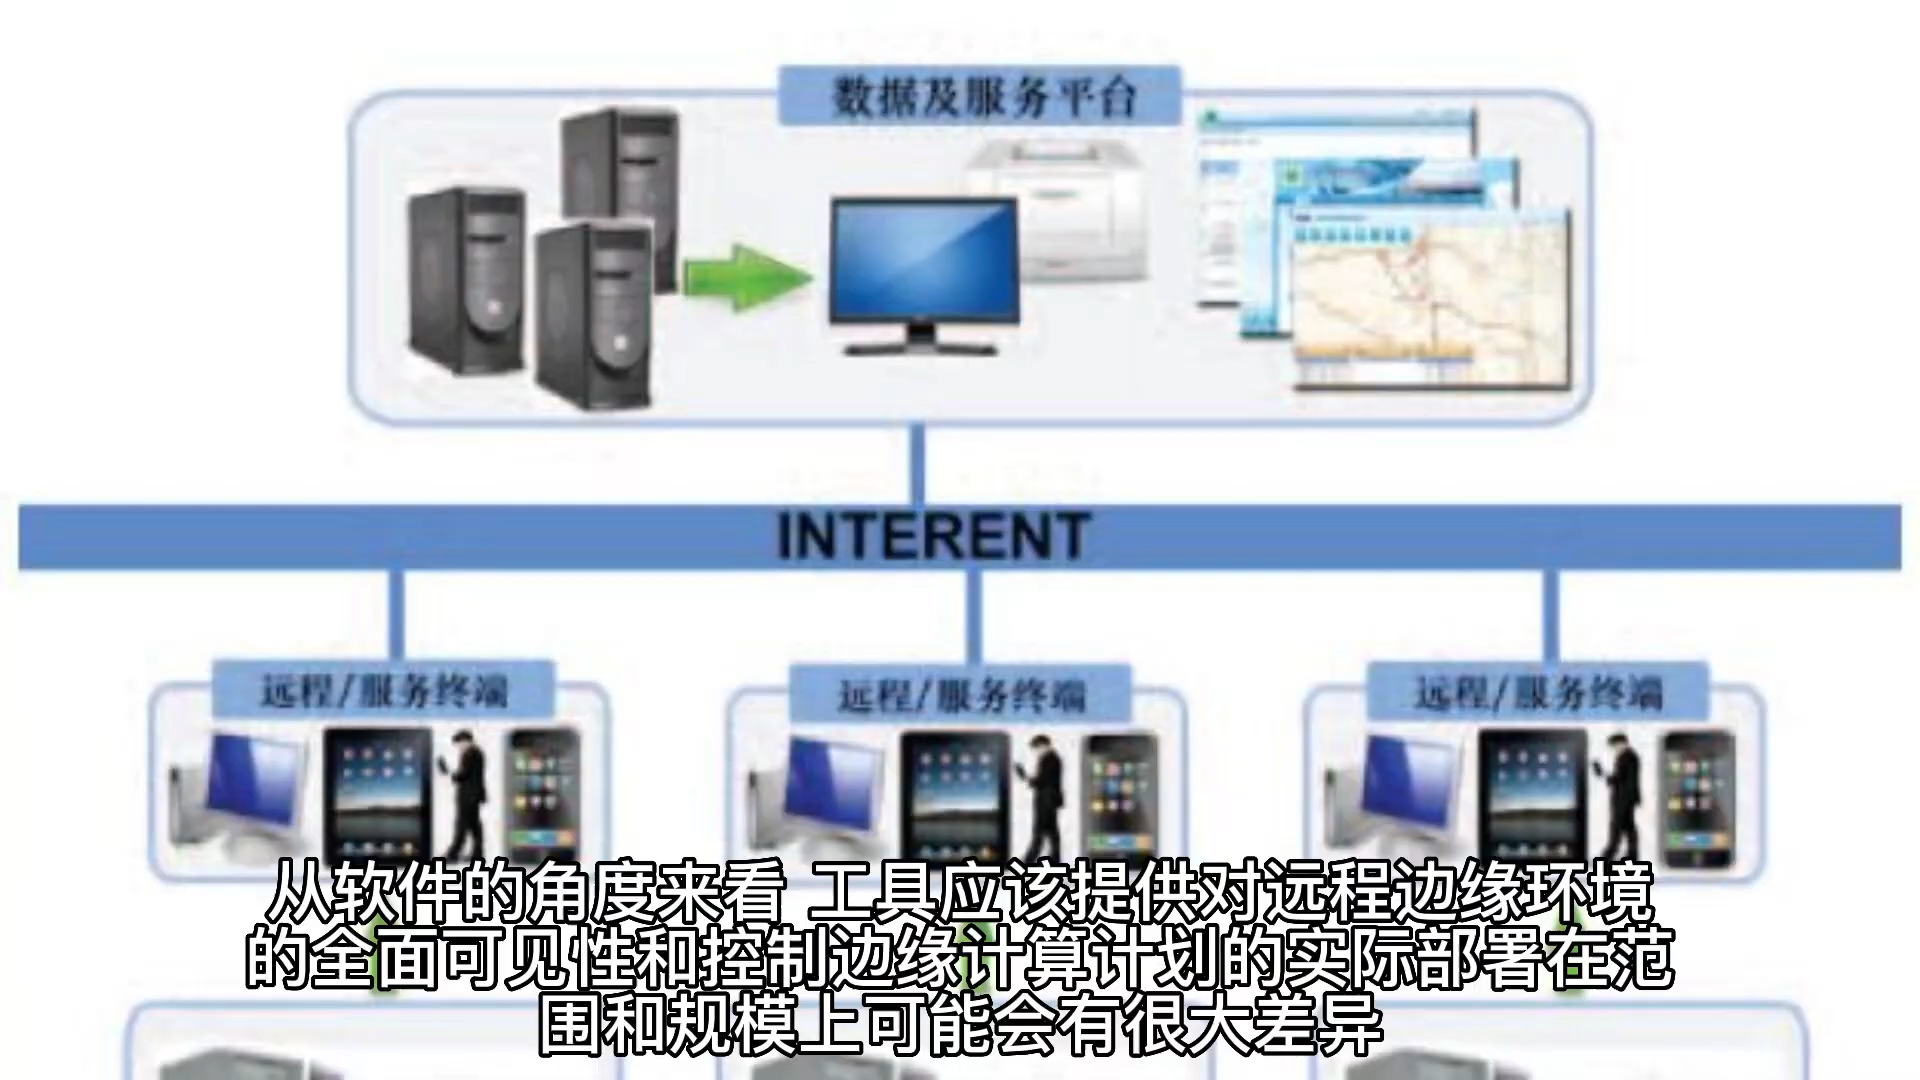 数据及服务平台
INTERENT
远程/服务终端
远程/服务终端
远程/服务终端
从软件的角度来看 工具应该提供对远程边缘环境
的全面可见性和控制边缘计算计划的实际部署在范
围和规模上可能会有很大差异